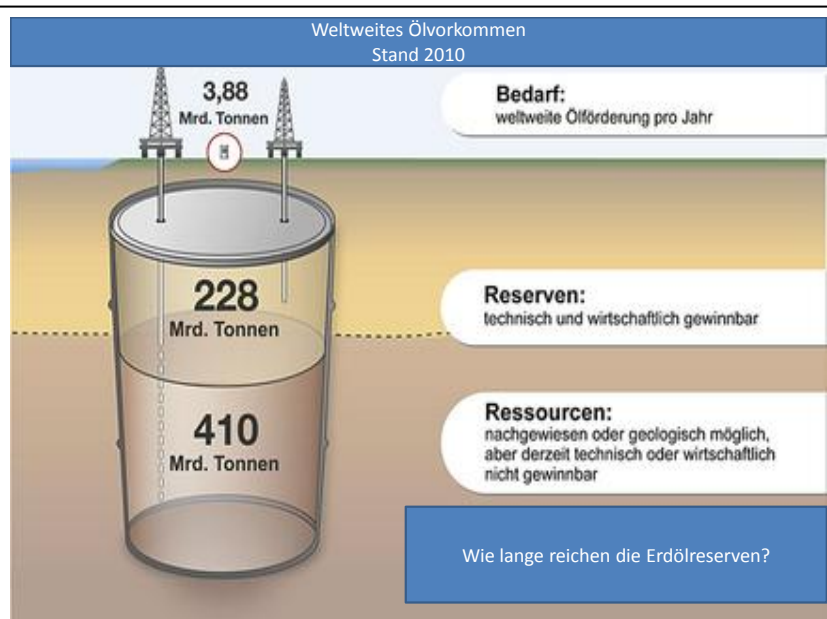 Weltweites Ölvorkommen
Stand 2010
3,88
Mrd. Tonnen
Bedarf:
weltweite Ölförderung pro Jahr
228
Mrd. Tonnen
Reserven:
technisch und wirtschaftlich gewinnbar
410
Mrd. Tonnen
Ressourcen:
nachgewiesen oder geologisch möglich,
aber derzeit technisch oder wirtschaftlich
nicht gewinnbar
Wie lange reichen die Erdölreserven?